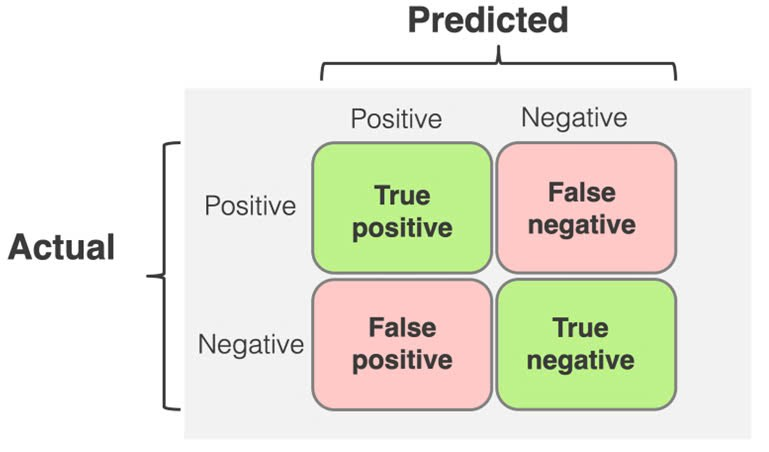 Predicted
Positive
Negative
Actual
Positive
True
positive
False
negative
Negative
False
positive
True
negative